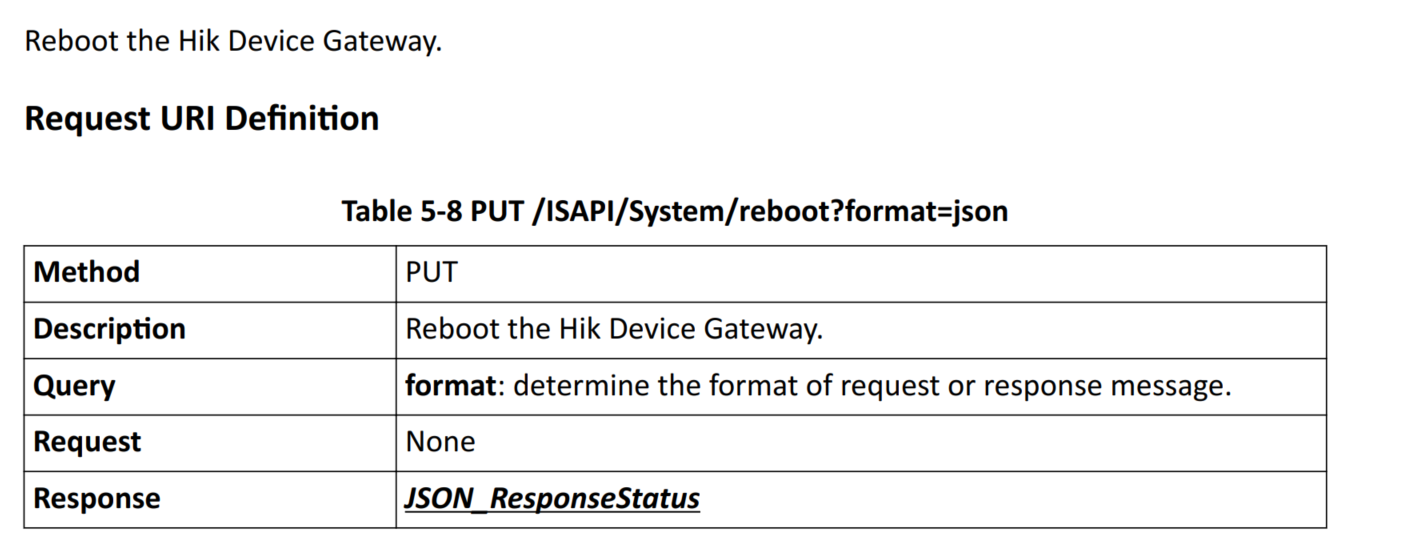 Reboot the Hik Device Gateway.
Request URI Definition
Table 5-8 PUT /ISAPI/System/reboot?format=json
Method PUT
Description Reboot the Hik Device Gateway.
Query format: determine the format of request or response message.
Request None
Response JSON_ResponseStatus